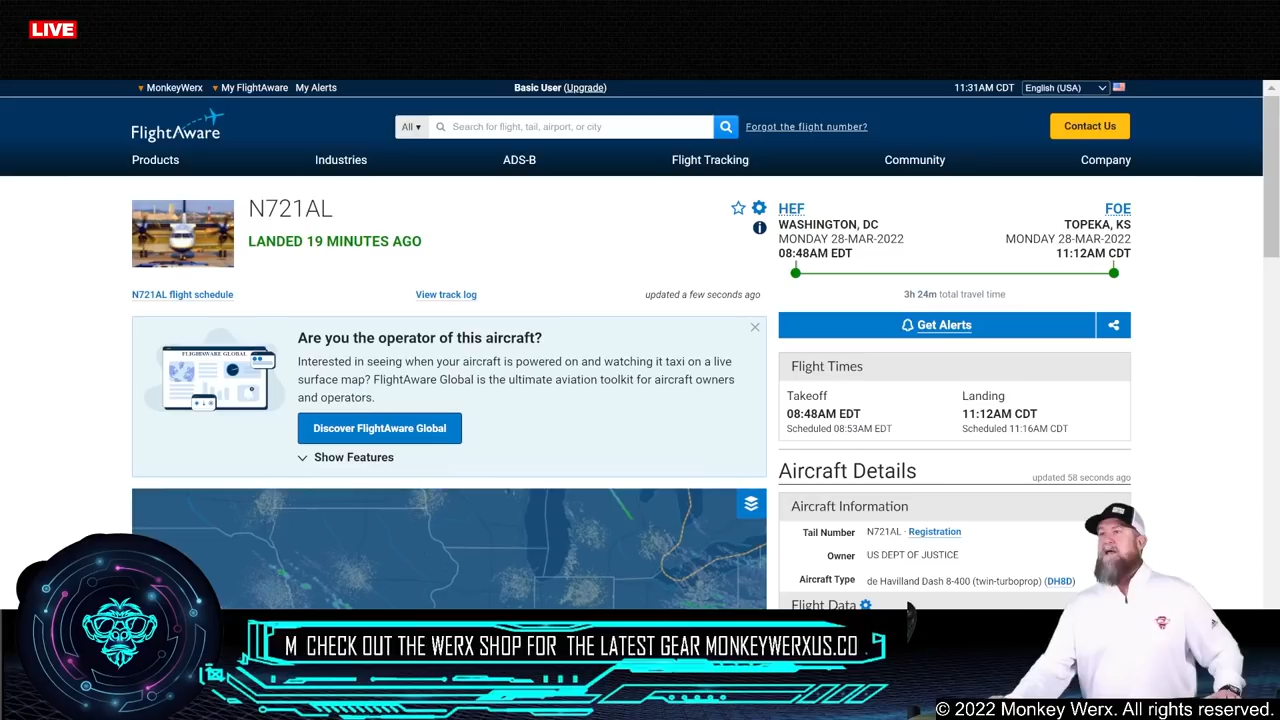 LIVE
MonkeyWerx
My FlightAware
My Alerts
Basic User (Upgrade)
11:31AM CDT
English (USA)
FlightAware
All
Search for flight, tail, airport, or city
Forgot the flight number?
Contact Us
Products
Industries
ADS-B
Flight Tracking
Community
Company
N721AL
LANDED 19 MINUTES AGO
N721AL flight schedule
View track log
updated a few seconds ago
HEF
FOE
WASHINGTON, DC
TOPEKA, KS
MONDAY 28-MAR-2022
MONDAY 28-MAR-2022
08:48AM EDT
11:12AM CDT
3h 24m total travel time
Get Alerts
Are you the operator of this aircraft?
Interested in seeing when your aircraft is powered on and watching it taxi on a live
surface map? FlightAware Global is the ultimate aviation toolkit for aircraft owners
and operators.
FLIGHTAWARE GLOBAL
Discover FlightAware Global
Show Features
Flight Times
Takeoff
Landing
08:48AM EDT
11:12AM CDT
Scheduled 08:53AM EDT
Scheduled 11:16AM CDT
Aircraft Details
updated 58 seconds ago
Aircraft Information
Tail Number
N721AL · Registration
Owner
US DEPT OF JUSTICE
Aircraft Type
de Havilland Dash 8-400 (twin-turboprop) (DH8D)
Flight Data
M CHECK OUT THE WERX SHOP FOR THE LATEST GEAR MONKEYWERXUS.CO
© 2022 Monkey Werx. All rights reserved.